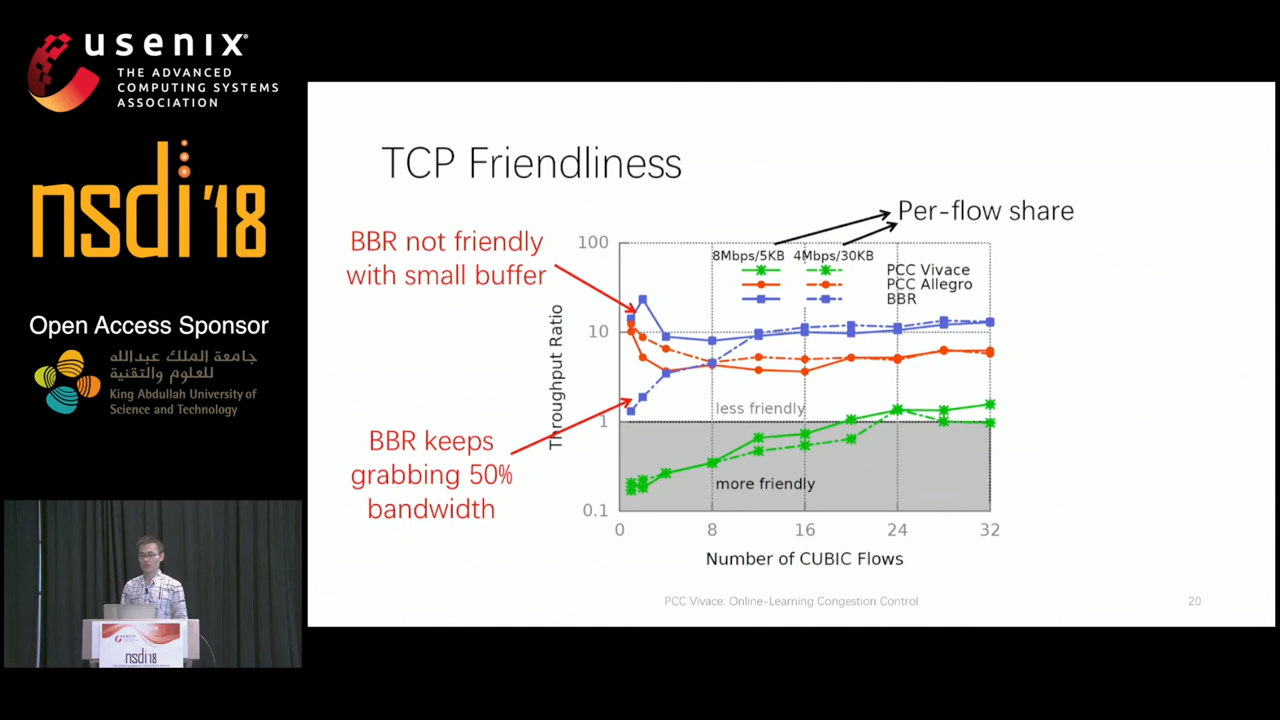 usenix
THE ADVANCED
COMPUTING SYSTEMS
ASSOCIATION
nsdi '18
Open Access Sponsor
جامعة الملك عبدالله
للعلوم والتقنية
King Abdullah University of
Science and Technology
TCP Friendliness
Per-flow share
BBR not friendly
with small buffer
BBR keeps
grabbing 50%
bandwidth
8Mbps/5KB 4Mbps/30KB
PCC Vivace
PCC Allegro
BBR
Throughput Ratio
100
10
1
0.1
less friendly
more friendly
0 8 16 24 32
Number of CUBIC Flows
PCC Vivace: Online-Learning Congestion Control
20
usenix
nsdi '18